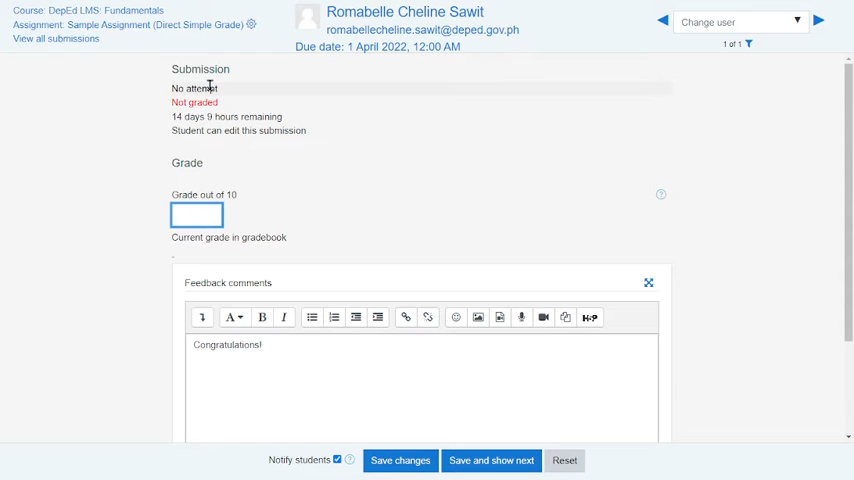 Course: DepEd LMS: Fundamentals
Assignment: Sample Assignment (Direct Simple Grade)
View all submissions
Romabelle Cheline Sawit
romabellecheline.sawit@deped.gov.ph
Due date: 1 April 2022, 12:00 AM
Change user
1 of 1
Submission
No attempt
Not graded
14 days 9 hours remaining
Student can edit this submission
Grade
Grade out of 10
Current grade in gradebook
-
Feedback comments
A B I H-P
Congratulations!
Notify students
Save changes
Save and show next
Reset